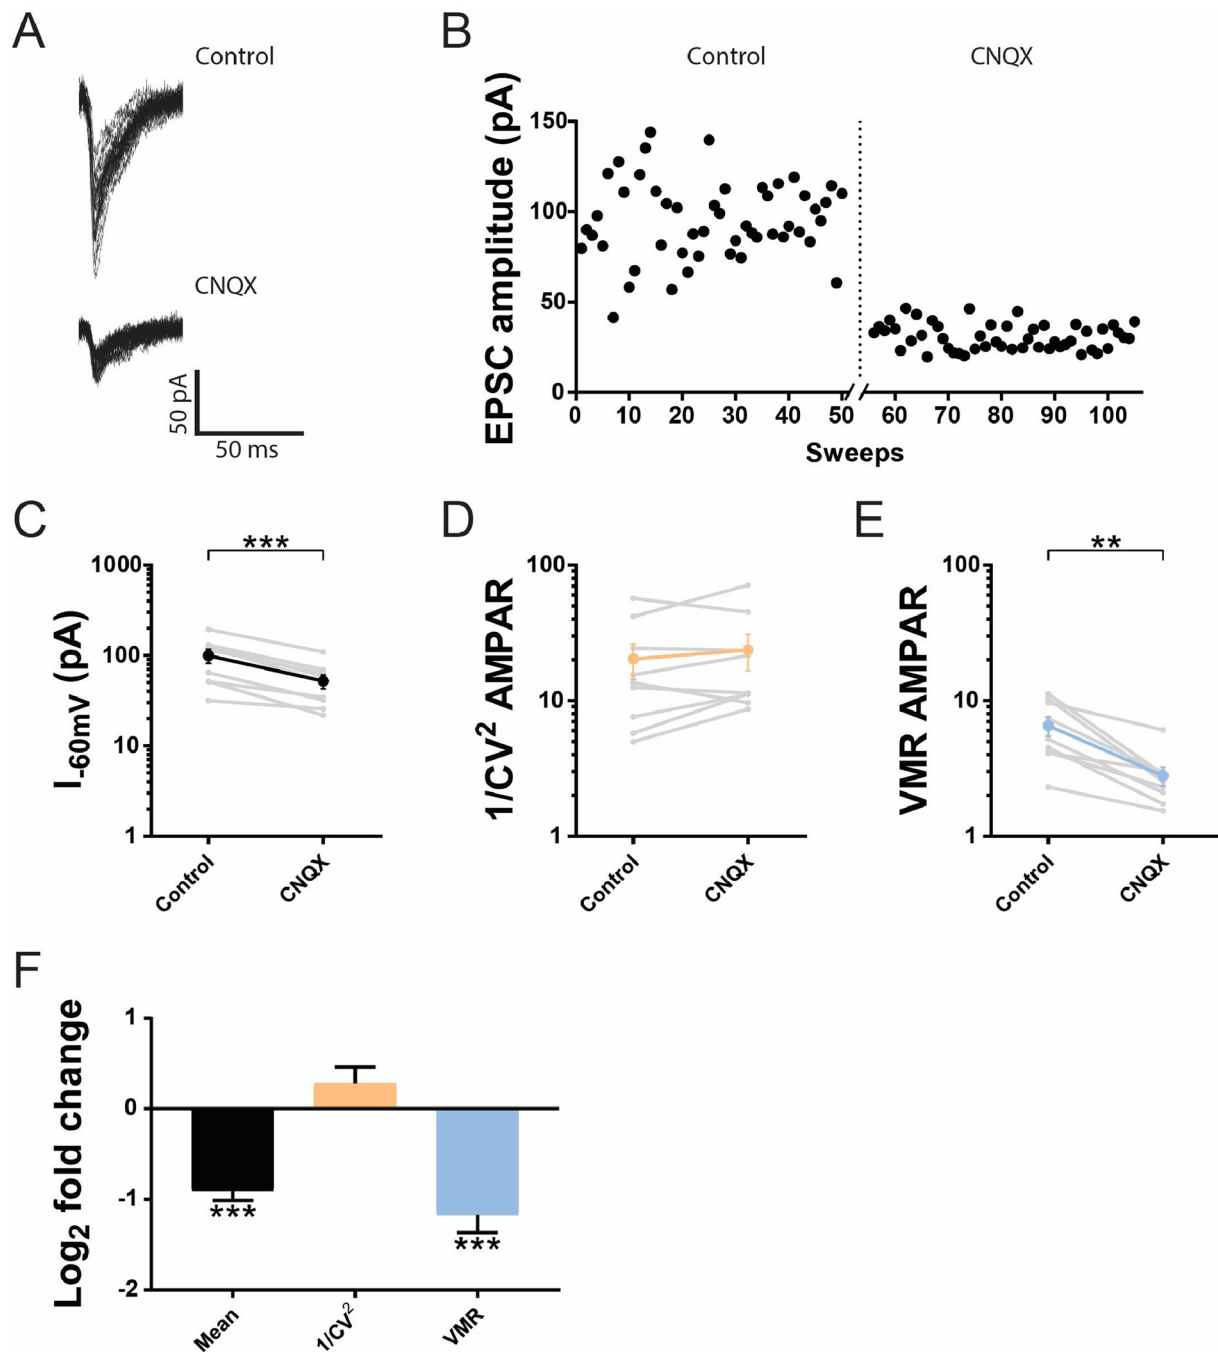 A
Control
CNQX
50 pA
50 ms
B
Control
CNQX
EPSC amplitude (pA)
150
100
50
0
0 10 20 30 40 50 60 70 80 90 100
Sweeps
C
***
I-60mV (pA)
1000
100
10
1
Control
CNQX
D
1/CV² AMPAR
100
10
1
Control
CNQX
E
**
VMR AMPAR
100
10
1
Control
CNQX
F
Log₂ fold change
1
0
-1
-2
***
***
Mean
1/CV²
VMR